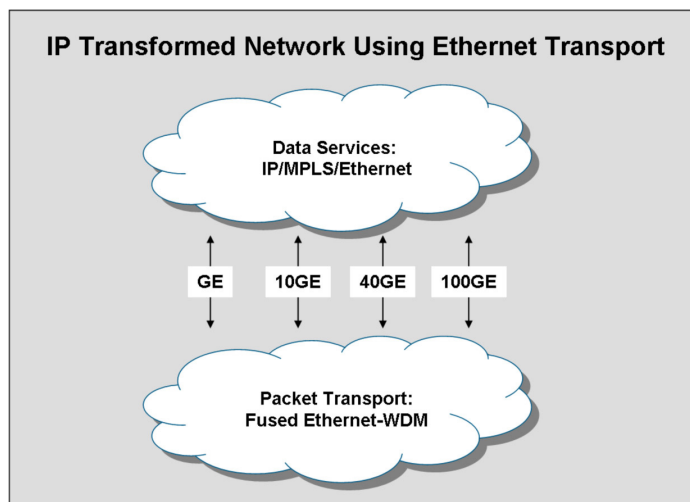 IP Transformed Network Using Ethernet Transport
Data Services:
IP/MPLS/Ethernet
GE 10GE 40GE 100GE
Packet Transport:
Fused Ethernet-WDM